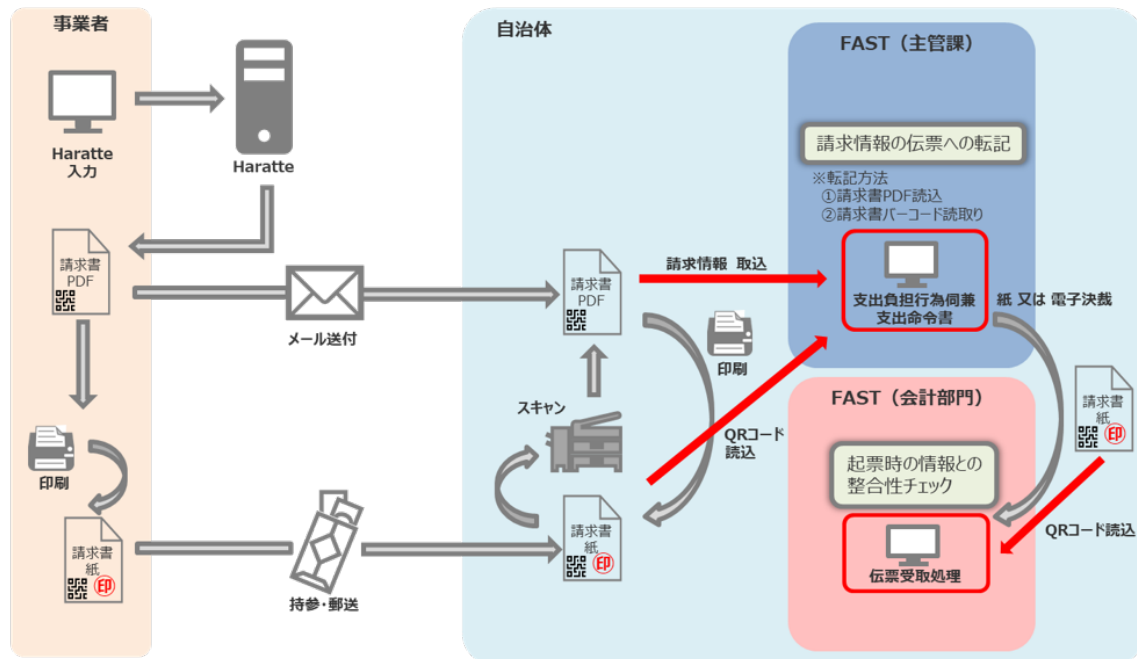 事業者
Haratte
入力
Haratte
請求書
PDF
印刷
請求書
紙
印
メール送付
持参・郵送
自治体
請求書
PDF
印刷
スキャン
請求書
紙
印
請求情報 取込
QRコード
読込
FAST（主管課）
請求情報の伝票への転記
※転記方法
①請求書PDF読込
②請求書バーコード読取り
支出負担行為伺兼
支出命令書
紙 又は 電子決裁
請求書
紙
印
QRコード読込
FAST（会計部門）
起票時の情報との
整合性チェック
伝票受取処理